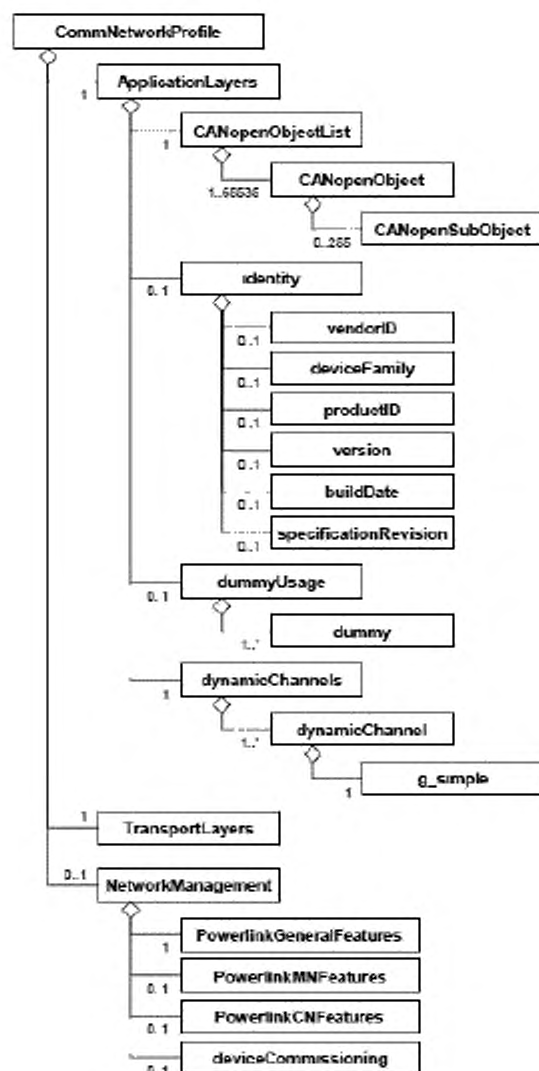 CommNetworkProfile
ApplicationLayers
1
CANopenObjectList
1
CANopenObject
1..65535
CANopenSubObject
0..255
identity
0..1
vendorID
0..1
deviceFamily
0..1
productID
0..1
version
0..1
buildDate
0..1
specificationRevision
0..1
dummyUsage
0..1
dummy
1..*
dynamicChannels
1
dynamicChannel
1..*
g_simple
1
1
TransportLayers
0..1
NetworkManagement
PowerlinkGeneralFeatures
1
PowerlinkMNFeatures
0..1
PowerlinkCNFeatures
0..1
deviceCommissioning
0..1